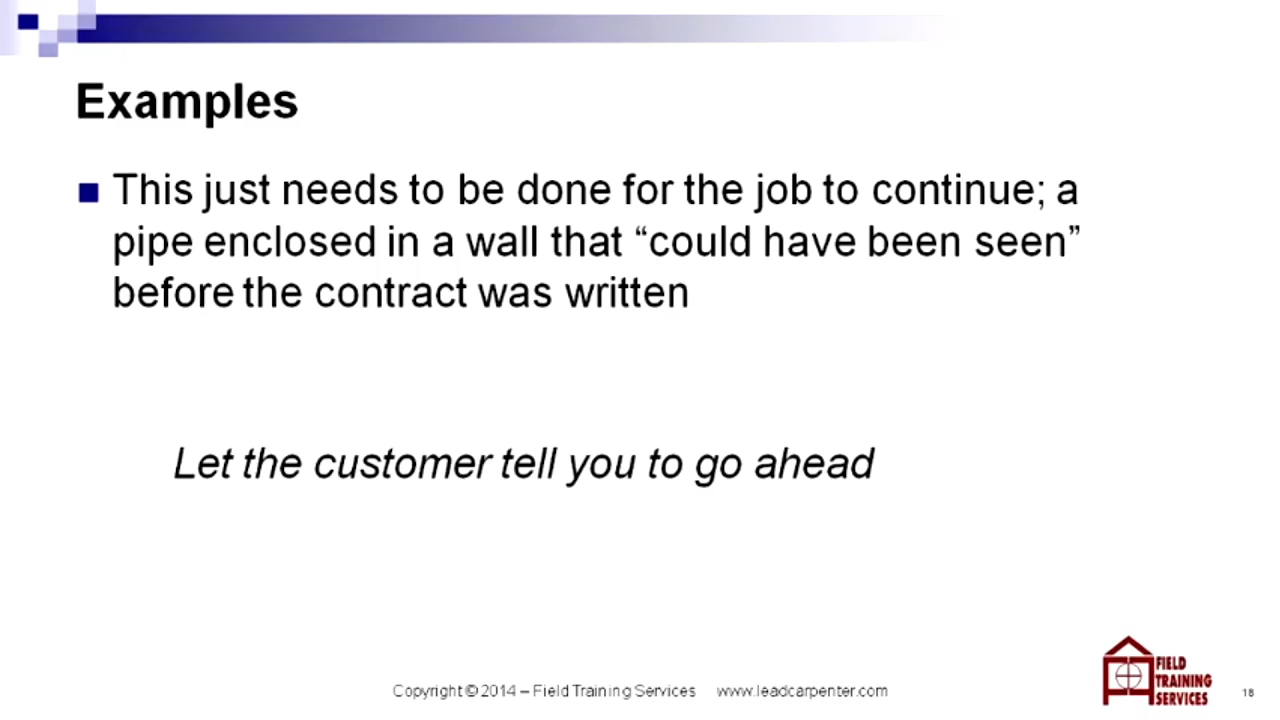 Examples
This just needs to be done for the job to continue; a
pipe enclosed in a wall that “could have been seen”
before the contract was written
Let the customer tell you to go ahead
Copyright © 2014 – Field Training Services www.leadcarpenter.com
FIELD
TRAINING
SERVICES
18